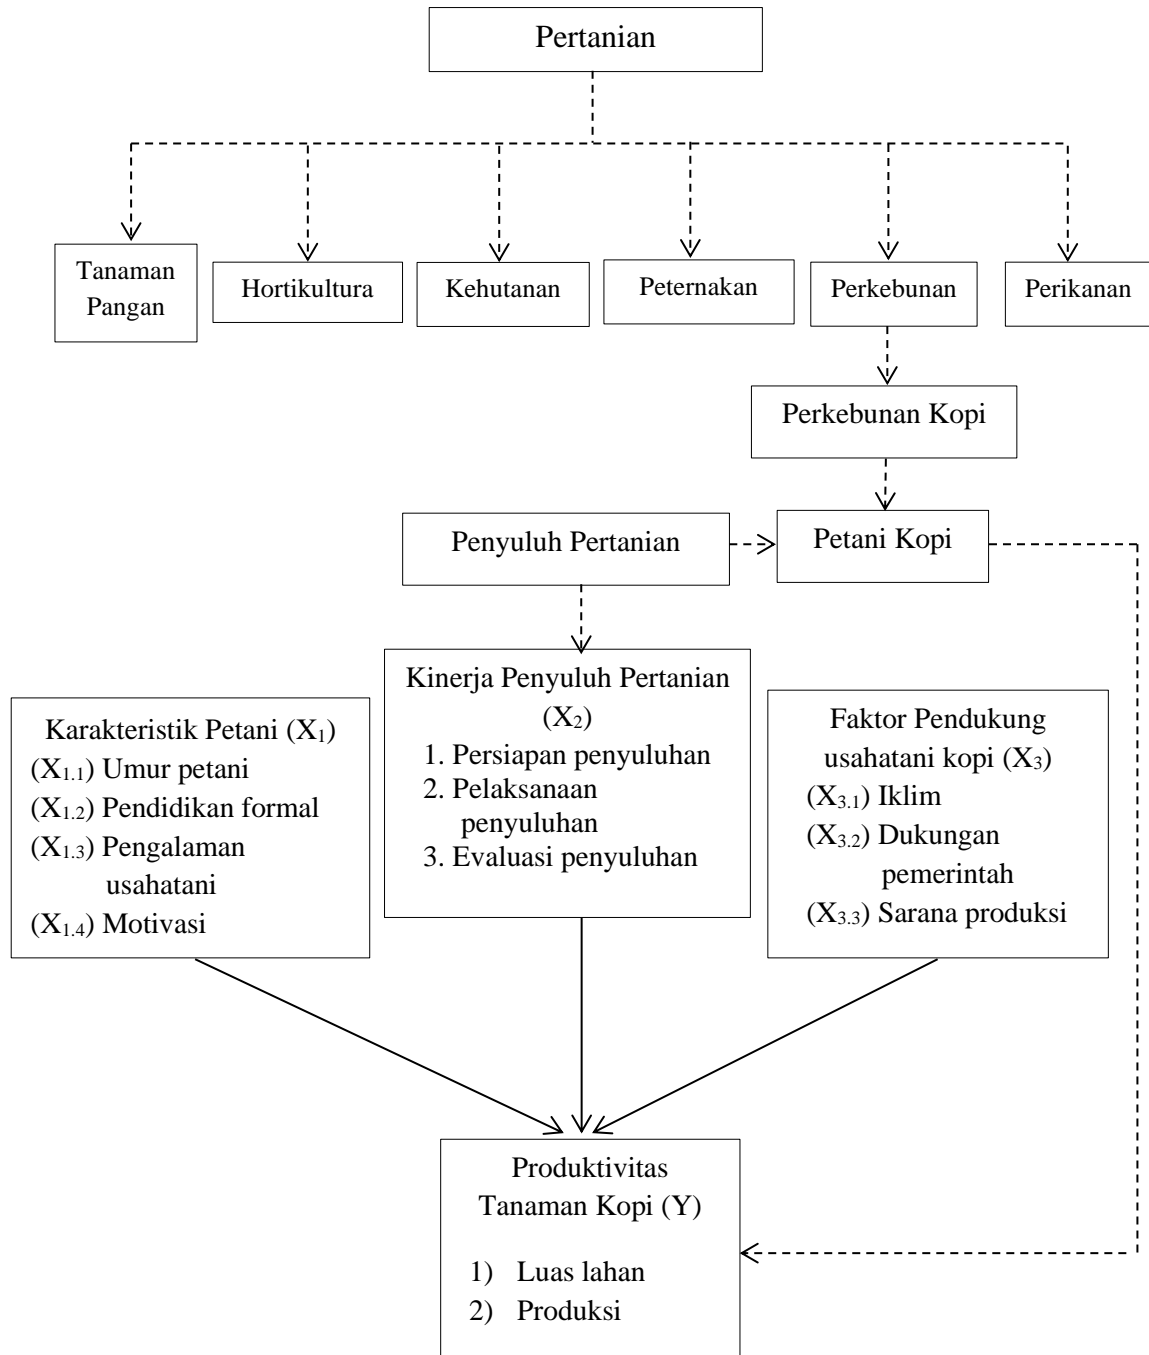 Pertanian
Tanaman
Pangan
Hortikultura
Kehutanan
Peternakan
Perkebunan
Perikanan
Perkebunan Kopi
Penyuluh Pertanian
Petani Kopi
Karakteristik Petani (X₁)
(X₁.₁) Umur petani
(X₁.₂) Pendidikan formal
(X₁.₃) Pengalaman
usahatani
(X₁.₄) Motivasi
Kinerja Penyuluh Pertanian
(X₂)
1. Persiapan penyuluhan
2. Pelaksanaan
penyuluhan
3. Evaluasi penyuluhan
Faktor Pendukung
usahatani kopi (X₃)
(X₃.₁) Iklim
(X₃.₂) Dukungan
pemerintah
(X₃.₃) Sarana produksi
Produktivitas
Tanaman Kopi (Y)
1) Luas lahan
2) Produksi